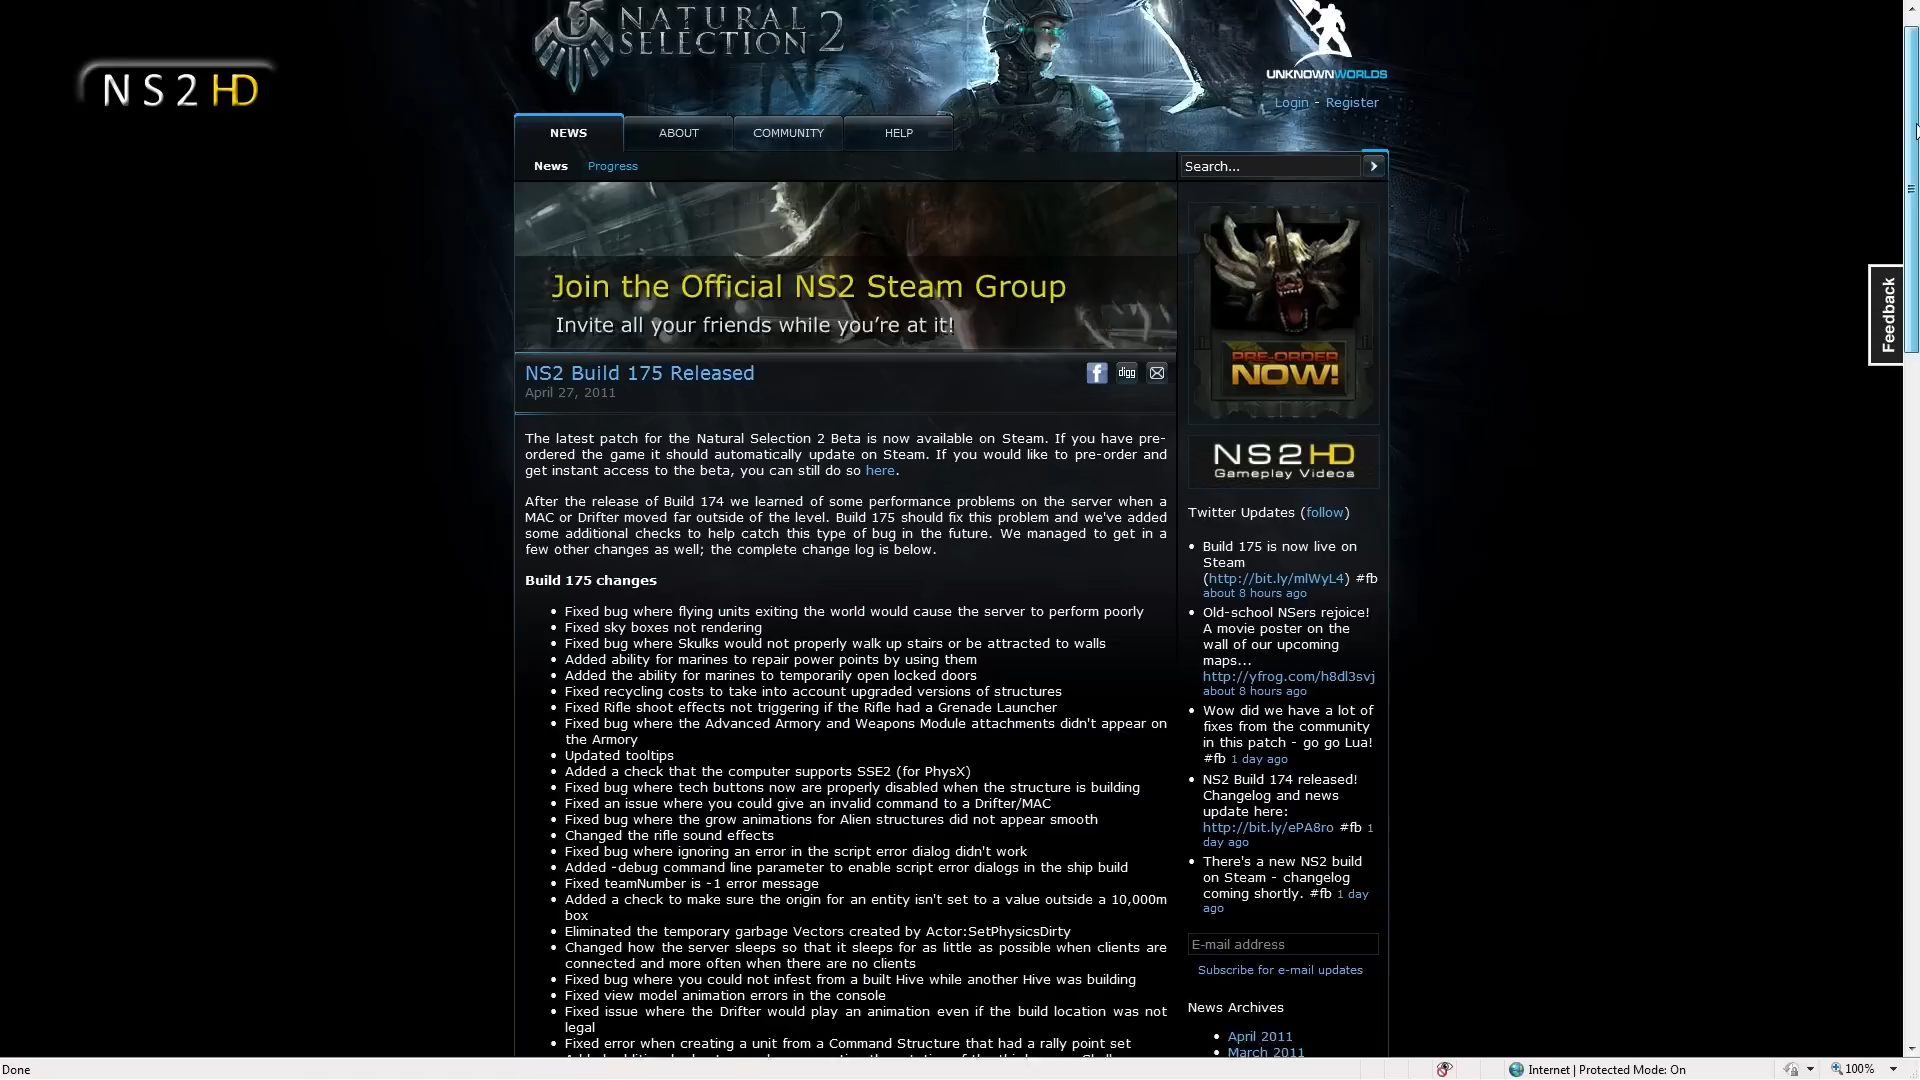 NATURAL
SELECTION 2
NS2HD
UNKNOWNWORLDS
Login - Register
NEWS ABOUT COMMUNITY HELP
News Progress
Search...
Join the Official NS2 Steam Group
Invite all your friends while you're at it!
PRE-ORDER
NOW!
Feedback
NS2 Build 175 Released
digg
April 27, 2011
The latest patch for the Natural Selection 2 Beta is now available on Steam. If you have pre-
ordered the game it should automatically update on Steam. If you would like to pre-order and
get instant access to the beta, you can still do so here.
After the release of Build 174 we learned of some performance problems on the server when a
MAC or Drifter moved far outside of the level. Build 175 should fix this problem and we've added
some additional checks to help catch this type of bug in the future. We managed to get in a
few other changes as well; the complete change log is below.
Build 175 changes
• Fixed bug where flying units exiting the world would cause the server to perform poorly
• Fixed sky boxes not rendering
• Fixed bug where Skulks would not properly walk up stairs or be attracted to walls
• Added ability for marines to repair power points by using them
• Added the ability for marines to temporarily open locked doors
• Fixed recycling costs to take into account upgraded versions of structures
• Fixed Rifle shoot effects not triggering if the Rifle had a Grenade Launcher
• Fixed bug where the Advanced Armory and Weapons Module attachments didn't appear on
the Armory
• Updated tooltips
• Added a check that the computer supports SSE2 (for PhysX)
• Fixed bug where tech buttons now are properly disabled when the structure is building
• Fixed an issue where you could give an invalid command to a Drifter/MAC
• Fixed bug where the grow animations for Alien structures did not appear smooth
• Changed the rifle sound effects
• Fixed bug where ignoring an error in the script error dialog didn't work
• Added -debug command line parameter to enable script error dialogs in the ship build
• Fixed teamNumber is -1 error message
• Added a check to make sure the origin for an entity isn't set to a value outside a 10,000m
box
• Eliminated the temporary garbage Vectors created by Actor:SetPhysicsDirty
• Changed how the server sleeps so that it sleeps for as little as possible when clients are
connected and more often when there are no clients
• Fixed bug where you could not infest from a built Hive while another Hive was building
• Fixed view model animation errors in the console
• Fixed issue where the Drifter would play an animation even if the build location was not
legal
• Fixed error when creating a unit from a Command Structure that had a rally point set
NS2HD
Gameplay Videos
Twitter Updates (follow)
• Build 175 is now live on
Steam
(http://bit.ly/mlWyL4) #fb
about 8 hours ago
• Old-school NSers rejoice!
A movie poster on the
wall of our upcoming
maps...
http://yfrog.com/h8dl3svj
about 8 hours ago
• Wow did we have a lot of
fixes from the community
in this patch - go go Lua!
#fb 1 day ago
• NS2 Build 174 released!
Changelog and news
update here:
http://bit.ly/ePA8ro #fb 1
day ago
• There's a new NS2 build
on Steam - changelog
coming shortly. #fb 1 day
ago
E-mail address
Subscribe for e-mail updates
News Archives
• April 2011
• March 2011
Done
Internet | Protected Mode: On
100%